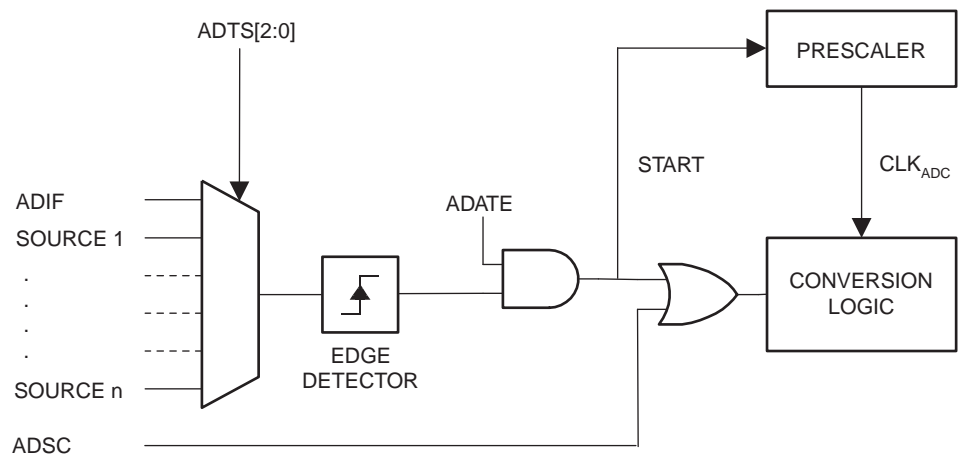 ADTS[2:0]
PRESCALER
START
CLKADC
ADIF
SOURCE 1
.
.
.
.
ADATE
CONVERSION
LOGIC
EDGE
DETECTOR
SOURCE n
ADSC